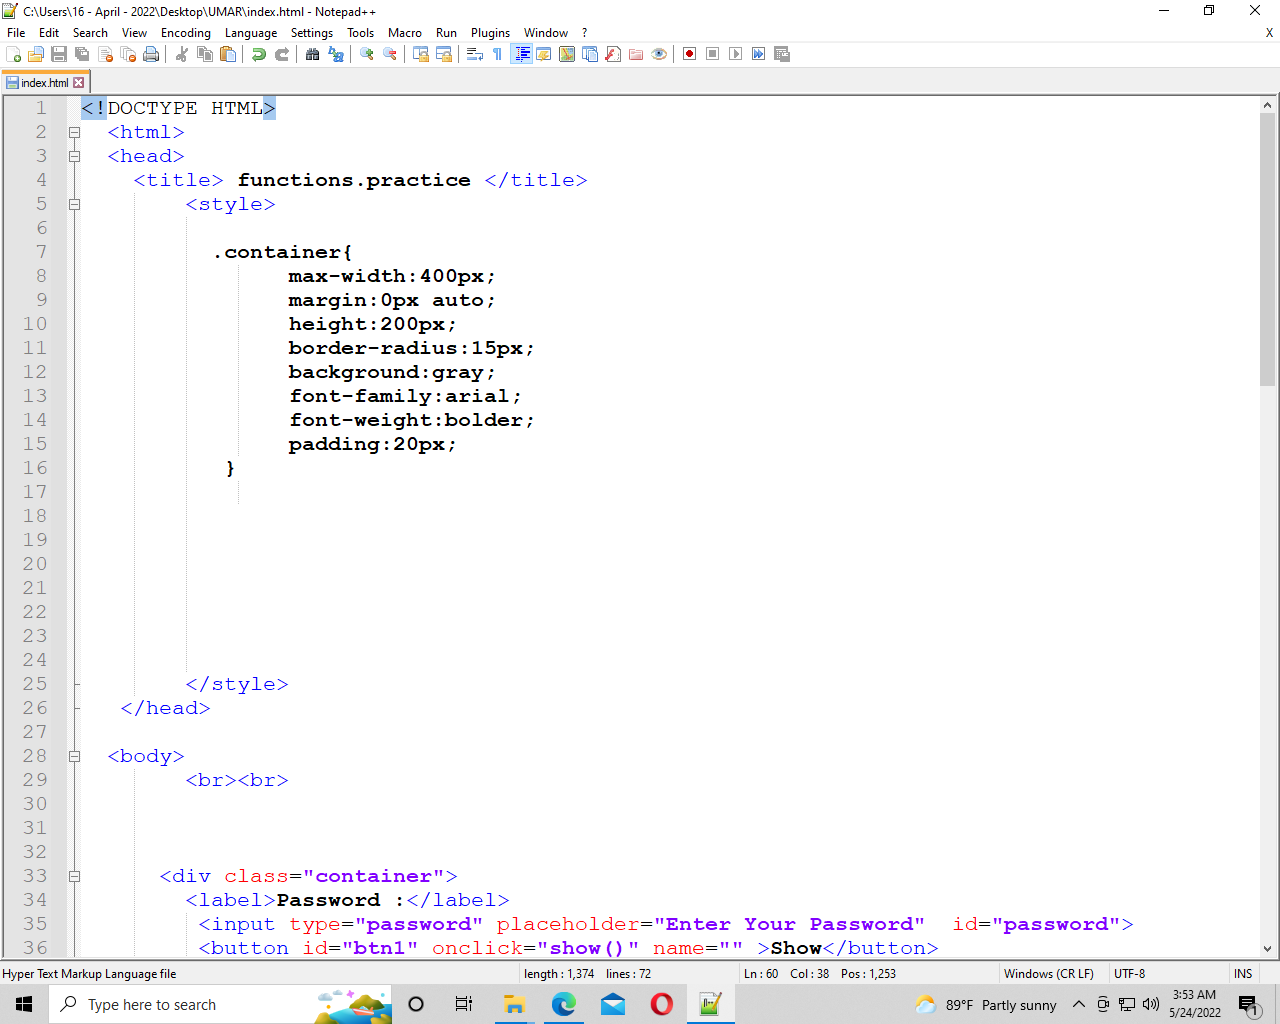 C:\Users\16 - April - 2022\Desktop\UMAR\index.html - Notepad++
File Edit Search View Encoding Language Settings Tools Macro Run Plugins Window ? X
index.html
1 <!DOCTYPE HTML>
2 <html>
3 <head>
4 <title> functions.practice </title>
5 <style>
6
7 .container{
8 max-width:400px;
9 margin:0px auto;
10 height:200px;
11 border-radius:15px;
12 background:gray;
13 font-family:arial;
14 font-weight:bolder;
15 padding:20px;
16 }
17
18
19
20
21
22
23
24
25 </style>
26 </head>
27
28 <body>
29 <br><br>
30
31
32
33 <div class="container">
34 <label>Password :</label>
35 <input type="password" placeholder="Enter Your Password"  id="password">
36 <button id="btn1" onclick="show()" name="" >Show</button>
Hyper Text Markup Language file length : 1,374 lines : 72 Ln : 60 Col : 38 Pos : 1,253 Windows (CR LF) UTF-8 INS
Type here to search 89°F Partly sunny 3:53 AM
5/24/2022 1